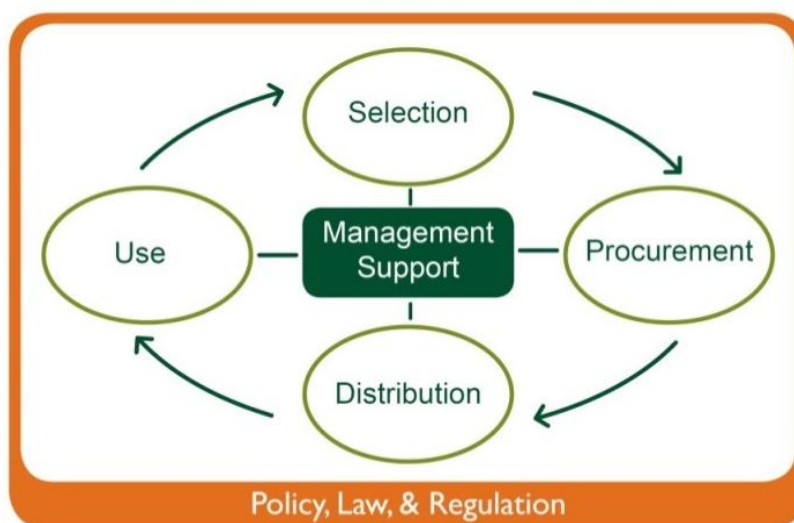 Selection
Use
Management
Support
Procurement
Distribution
Policy, Law, & Regulation